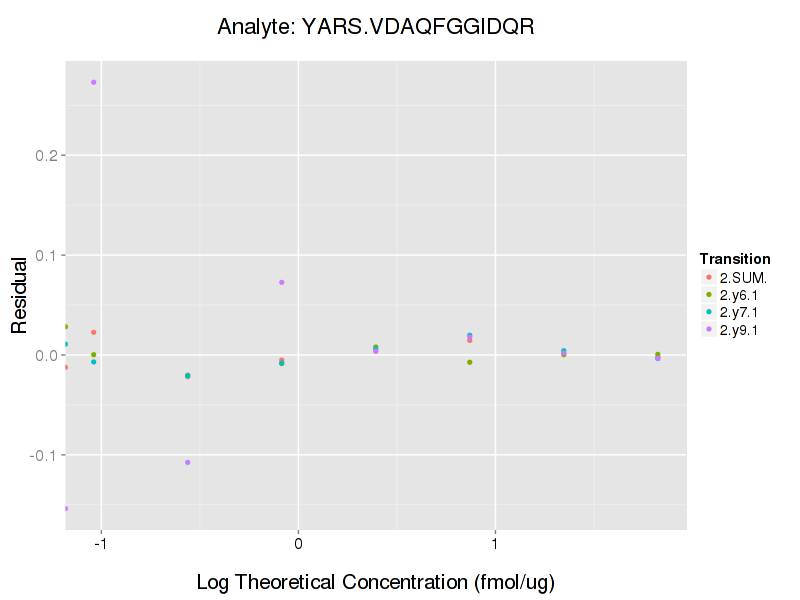 Analyte: YARS.VDAQFGGIDQR
0.2
0.1
0.0
-0.1
Residual
-1
0
1
Log Theoretical Concentration (fmol/ug)
Transition
2.SUM.
2.y6.1
2.y7.1
2.y9.1